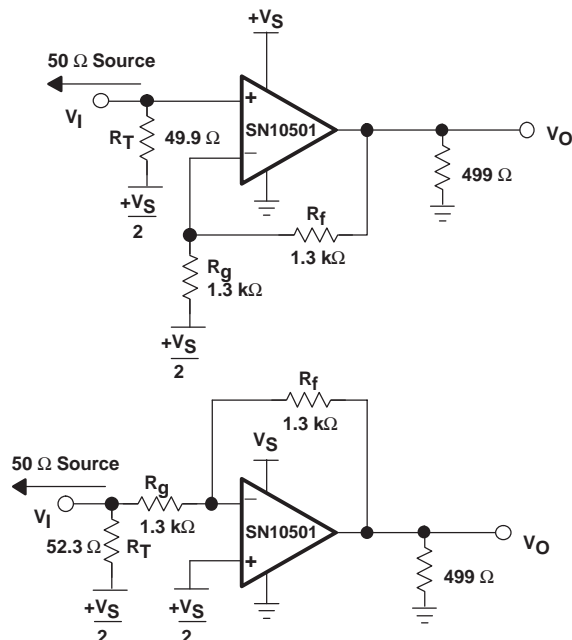 +VS
50 Ω Source
VI
+
SN10501
RT
49.9 Ω
−
VO
499 Ω
+VS
2
Rf
1.3 kΩ
Rg
1.3 kΩ
+VS
2
Rf
1.3 kΩ
VS
50 Ω Source
Rg
VI
1.3 kΩ
−
SN10501
VO
52.3 Ω
RT
+
499 Ω
+VS
2
+VS
2